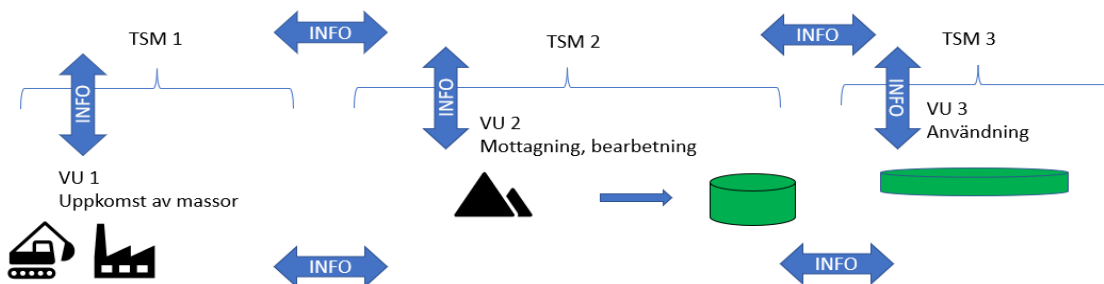 INFO
INFO
TSM 1
TSM 2
TSM 3
INFO
INFO
INFO
VU 1
Uppkomst av massor
VU 2
Mottagning, bearbetning
VU 3
Användning
INFO
INFO